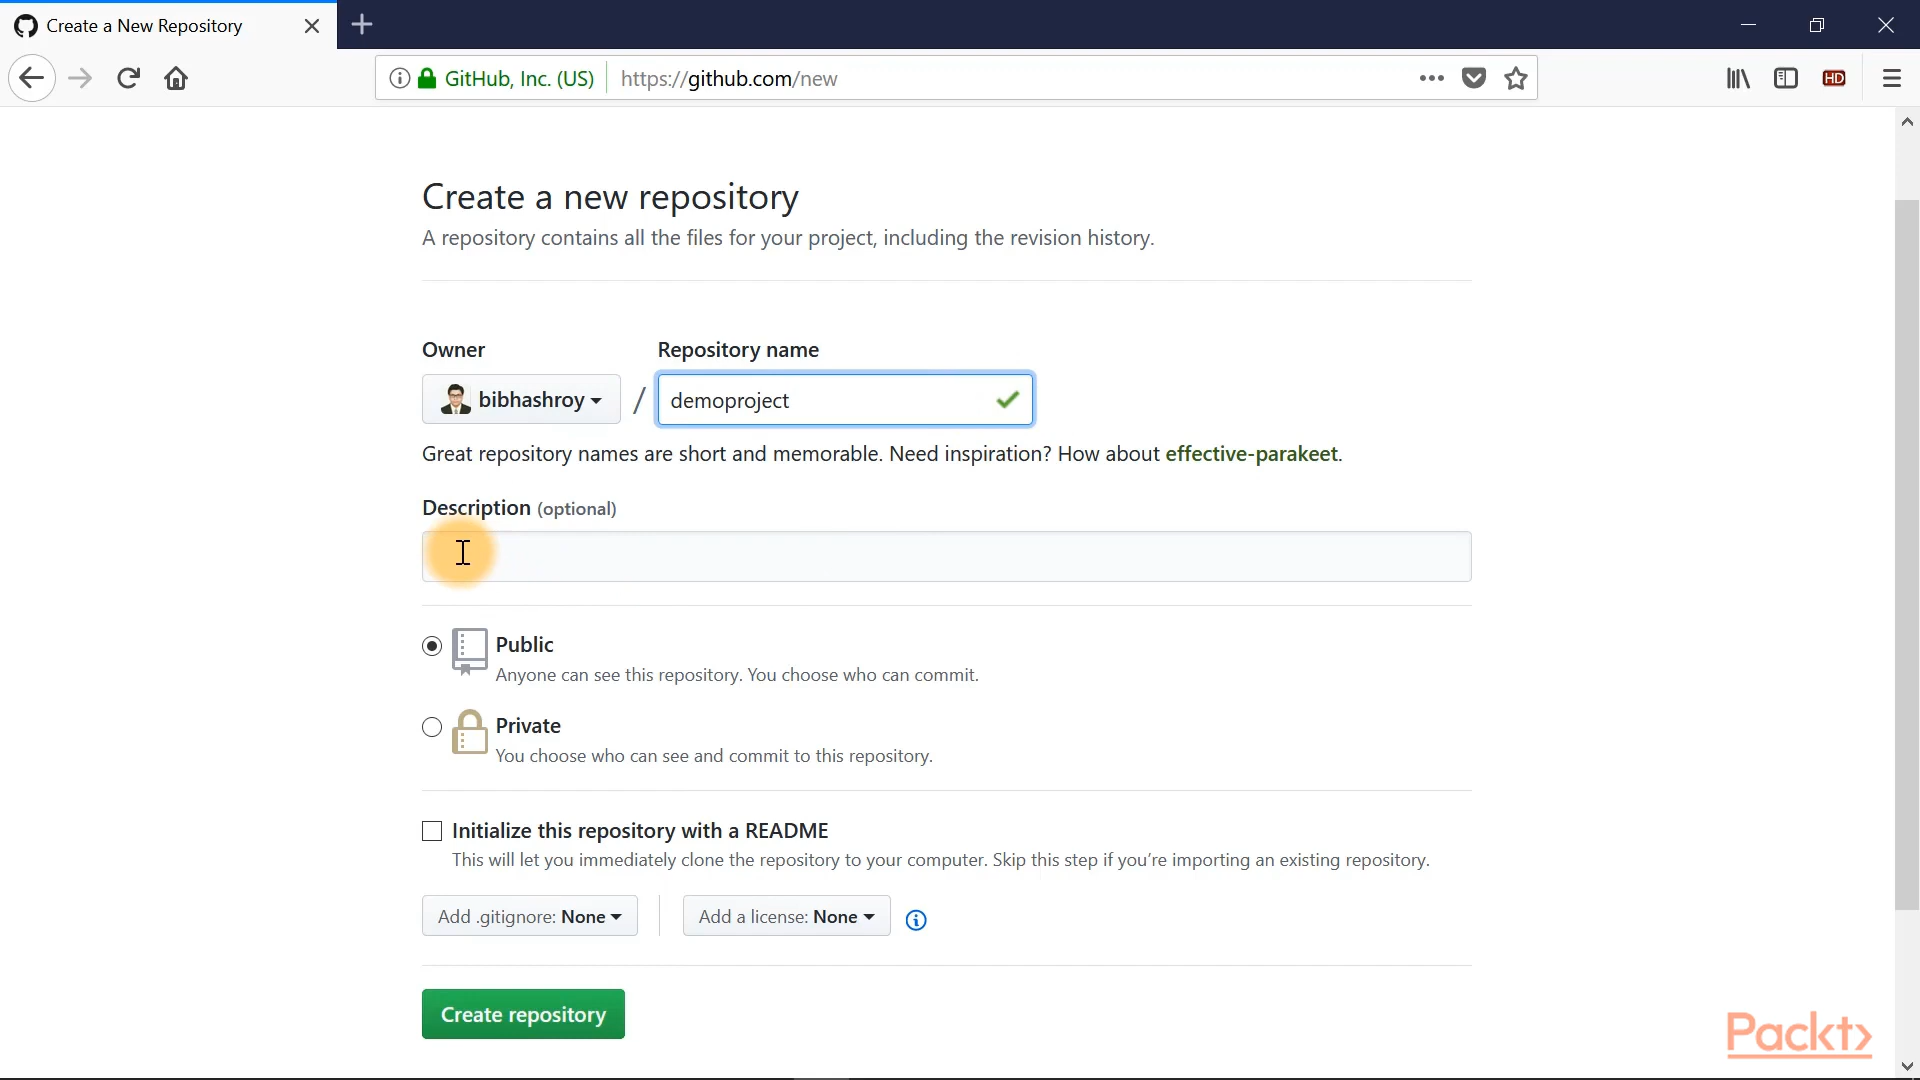 Create a New Repository
GitHub, Inc. (US) https://github.com/new
HD
Create a new repository
A repository contains all the files for your project, including the revision history.
Owner Repository name
bibhashroy / demoproject
Great repository names are short and memorable. Need inspiration? How about effective-parakeet.
Description (optional)
Public
Anyone can see this repository. You choose who can commit.
Private
You choose who can see and commit to this repository.
Initialize this repository with a README
This will let you immediately clone the repository to your computer. Skip this step if you're importing an existing repository.
Add .gitignore: None Add a license: None
Create repository
Packt>